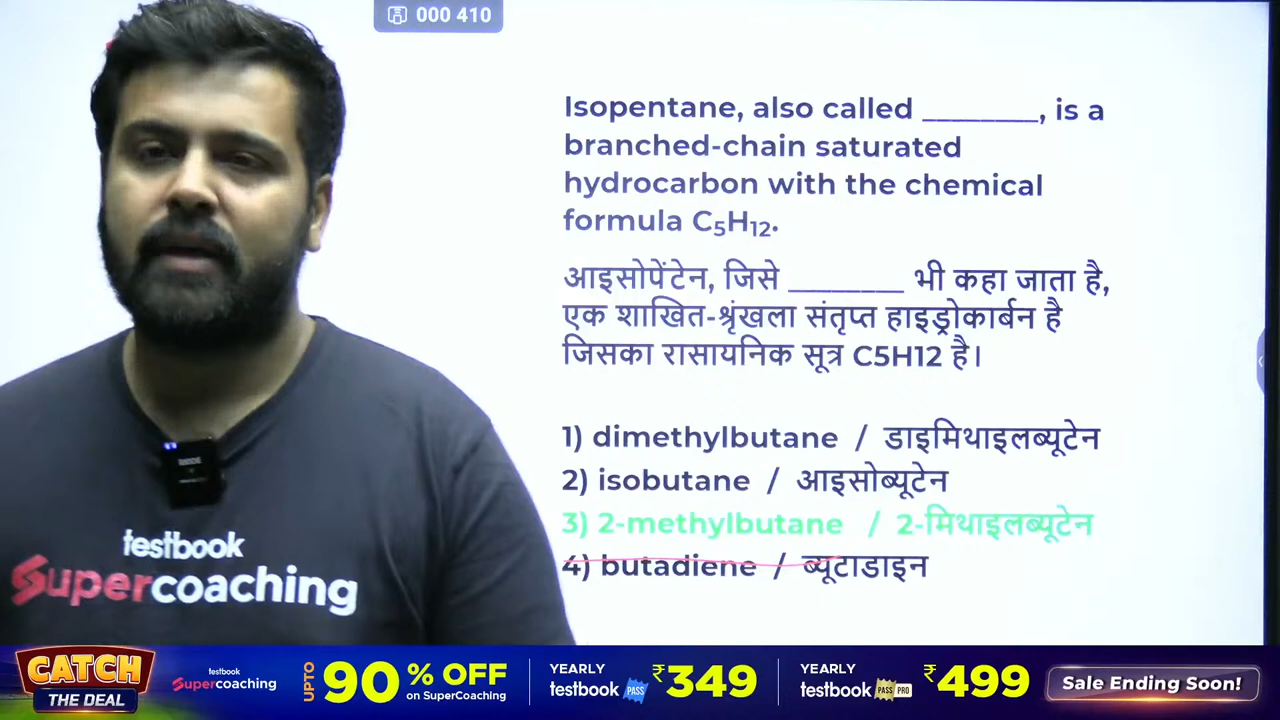 000 410
Isopentane, also called ________, is a
branched-chain saturated
hydrocarbon with the chemical
formula C₅H₁₂.
आइसोपेंटेन, जिसे ________ भी कहा जाता है,
एक शाखित-श्रृंखला संतृप्त हाइड्रोकार्बन है
जिसका रासायनिक सूत्र C5H12 है।
1) dimethylbutane / डाइमिथाइलब्यूटेन
2) isobutane / आइसोब्यूटेन
3) 2-methylbutane / 2-मिथाइलब्यूटेन
4) butadiene / ब्यूटाडाइन
testbook
Supercoaching
CATCH
THE DEAL
testbook
Supercoaching
UPTO 90% OFF
on SuperCoaching
YEARLY
testbook PASS
₹349
YEARLY
testbook PASS PRO
₹499
Sale Ending Soon!